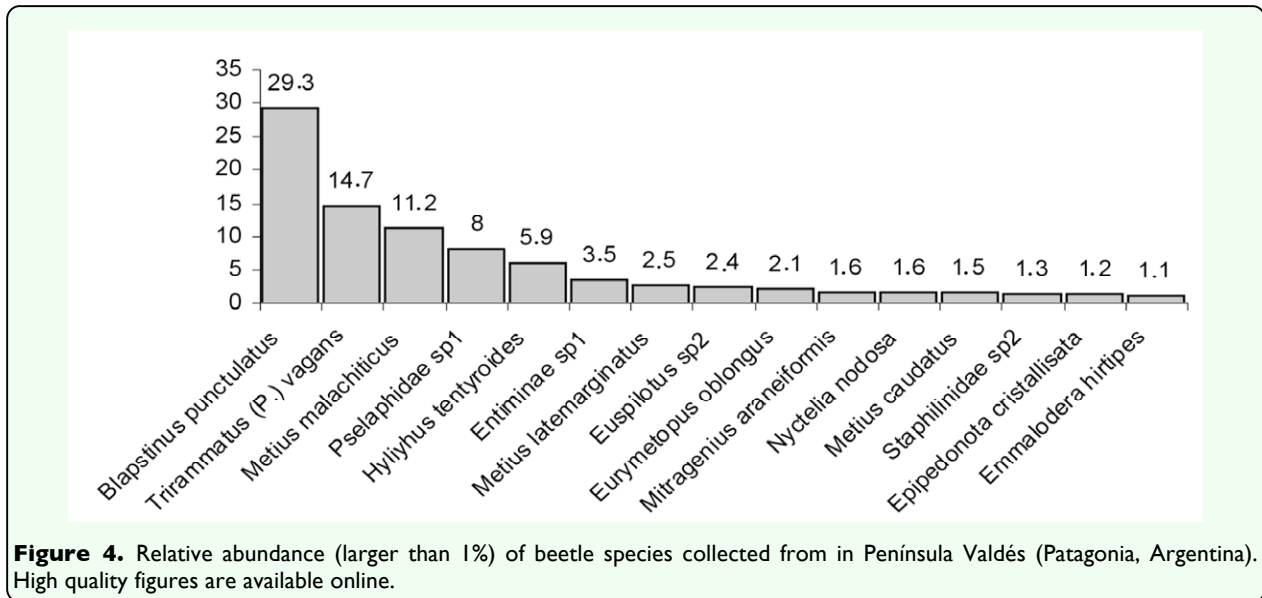 35
30
25
20
15
10
5
0
29.3
14.7
11.2
8
5.9
3.5
2.5
2.4
2.1
1.6
1.6
1.5
1.3
1.2
1.1
Blapstinus punctulatus
Trirammatus (P.) vagans
Metius malachiticus
Pselaphidae sp1
Hyliyhus tentyroides
Entiminae sp1
Metius latemarginatus
Euspilotus sp2
Eurymetopus oblongus
Mitragenius araneiformis
Nyctelia nodosa
Metius caudatus
Staphilinidae sp2
Epipedonota cristallisata
Emmalodera hirtipes
Figure 4. Relative abundance (larger than 1%) of beetle species collected from in Península Valdés (Patagonia, Argentina).
High quality figures are available online.